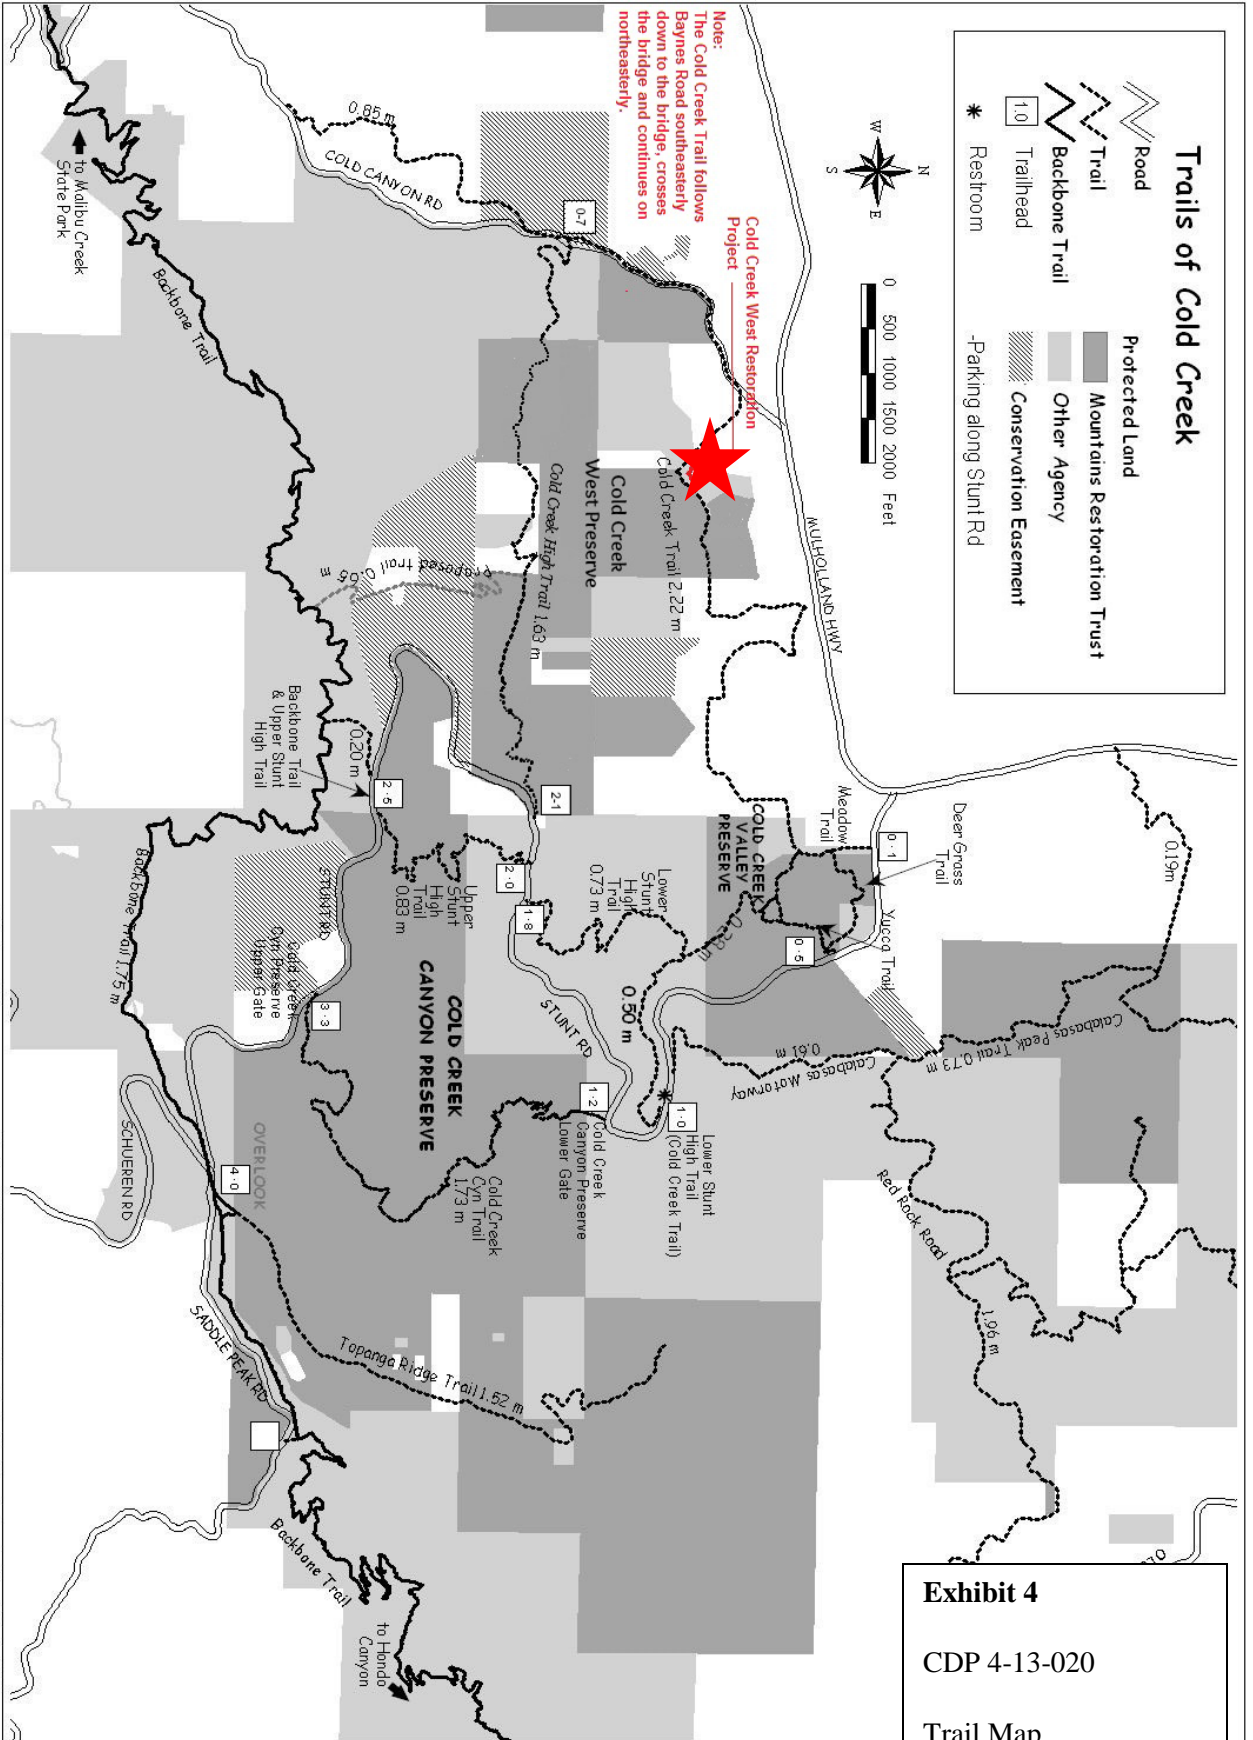 Trails of Cold Creek
Road
Trail
Backbone Trail
1.0
Trailhead
Restroom
Protected Land
Mountains Restoration Trust
Other Agency
Conservation Easement
-Parking along Stunt Rd
W
N
S
E
0 500 1000 1500 2000 Feet
Note:
The Cold Creek Trail follows
Baynes Road southeasterly
down to the bridge, crosses
the bridge and continues on
northeasterly.
Cold Creek West Restoration
Project
0.85 m
COLD CANYON RD
0-7
to Malibu Creek
State Park
Backbone Trail
MULHOLLAND HWY
Cold Creek Trail 2.22 m
Cold Creek
West Preserve
Cold Creek High Trail 1.63 m
Proposed trail 0.65 m
Backbone Trail
& Upper Stunt
High Trail
0.20 m
2-5
2-1
2-0
1-8
Upper
Stunt
High
Trail
0.83 m
Lower
Stunt
High
Trail
0.73 m
COLD CREEK
VALLEY
PRESERVE
Meadow
Trail
Deer Grass
Trail
0-1
Yucca Trail
0-5
0.28 m
0.50 m
0.19m
Calabasas Peak Trail 0.73 m
Calabasas Motorway
0.61 m
STUNT RD
STUNT RD
COLD CREEK
CANYON PRESERVE
Cold Creek
Cyn Preserve
Upper Gate
3-3
Backbone Trail 1.75 m
1-2
Cold Creek
Canyon Preserve
Lower Gate
1-0
Lower Stunt
High Trail
(Cold Creek Trail)
Cold Creek
Cyn Trail
1.73 m
Red Rock Road
1.96 m
OVERLOOK
4-0
SCHUEREN RD
SADDLE PEAK RD
Topanga Ridge Trail 1.52 m
Backbone Trail
to Hondo
Canyon
Exhibit 4
CDP 4-13-020
Trail Map